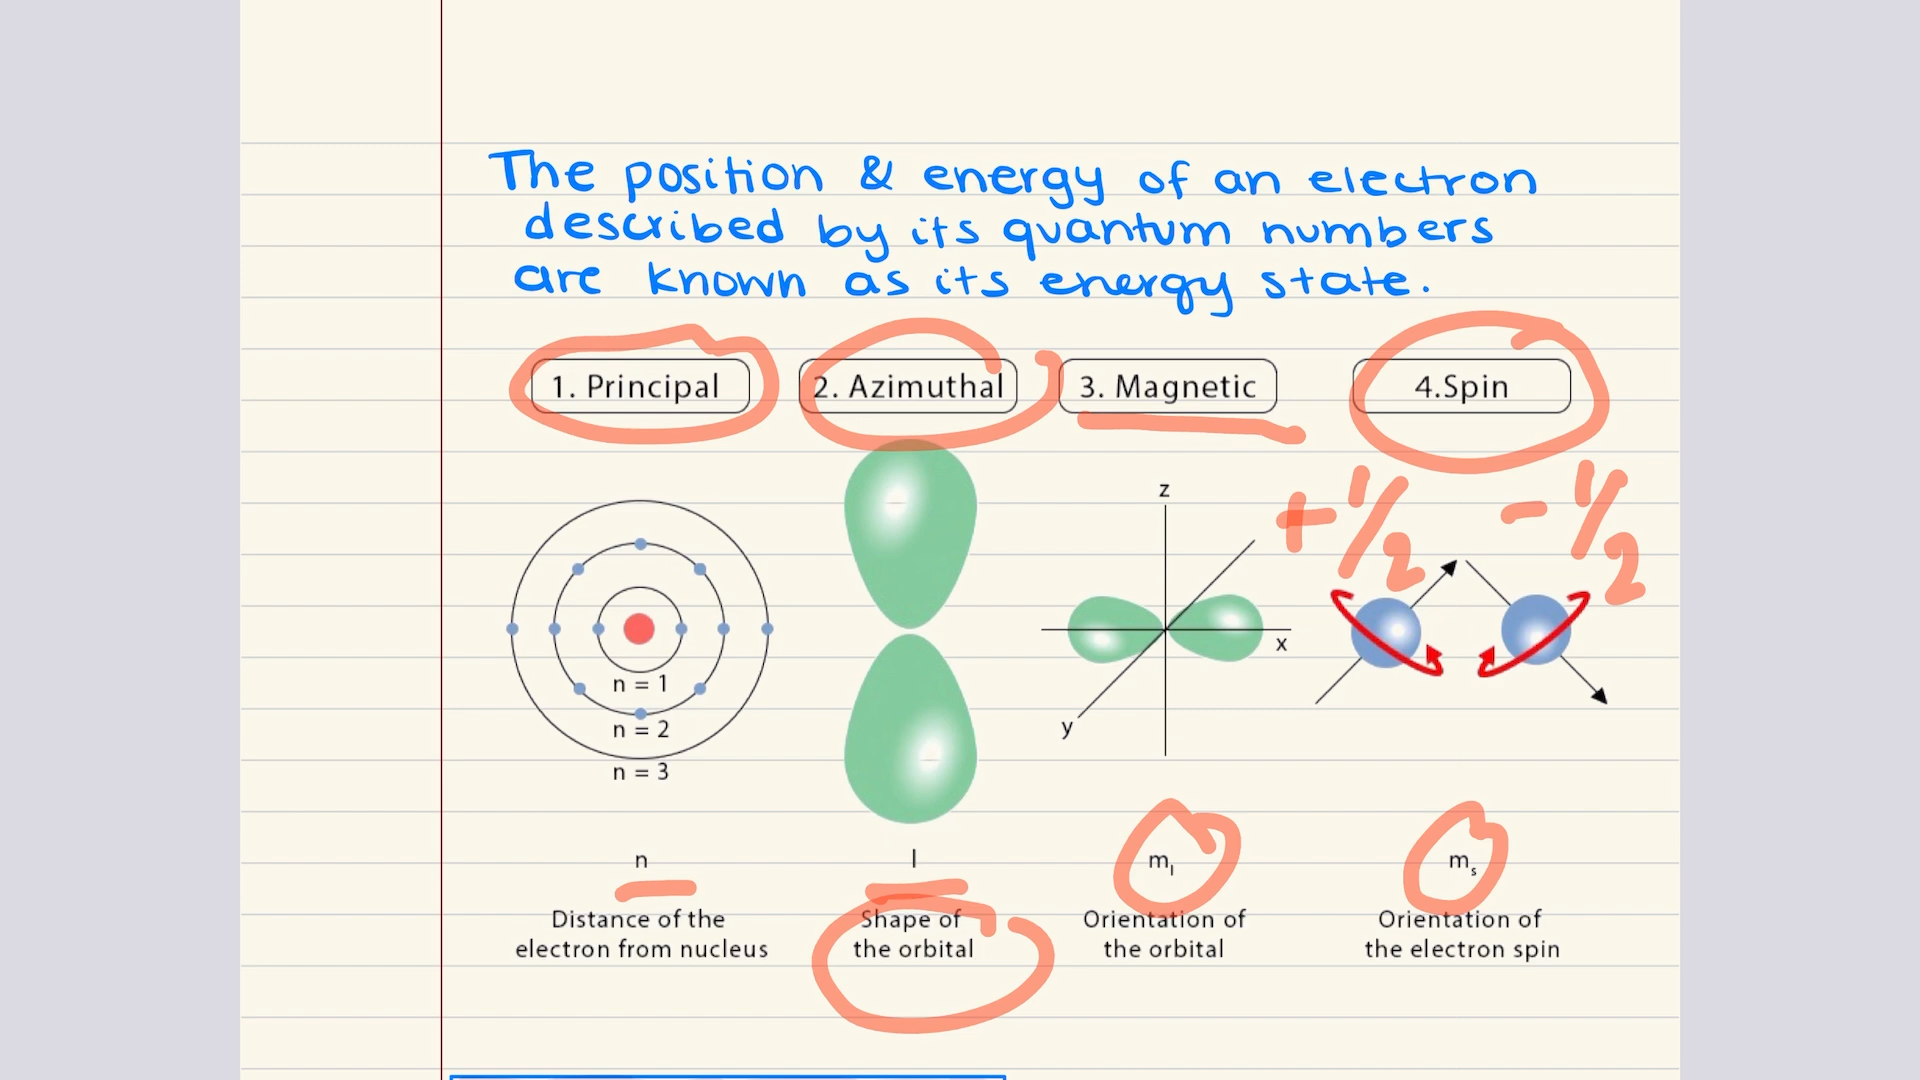 The position & energy of an electron
described by its quantum numbers
are known as its energy state.
1. Principal
2. Azimuthal
3. Magnetic
4.Spin
n = 1
n = 2
n = 3
z
x
y
+1/2
-1/2
n
l
mₗ
mₛ
Distance of the
electron from nucleus
Shape of
the orbital
Orientation of
the orbital
Orientation of
the electron spin